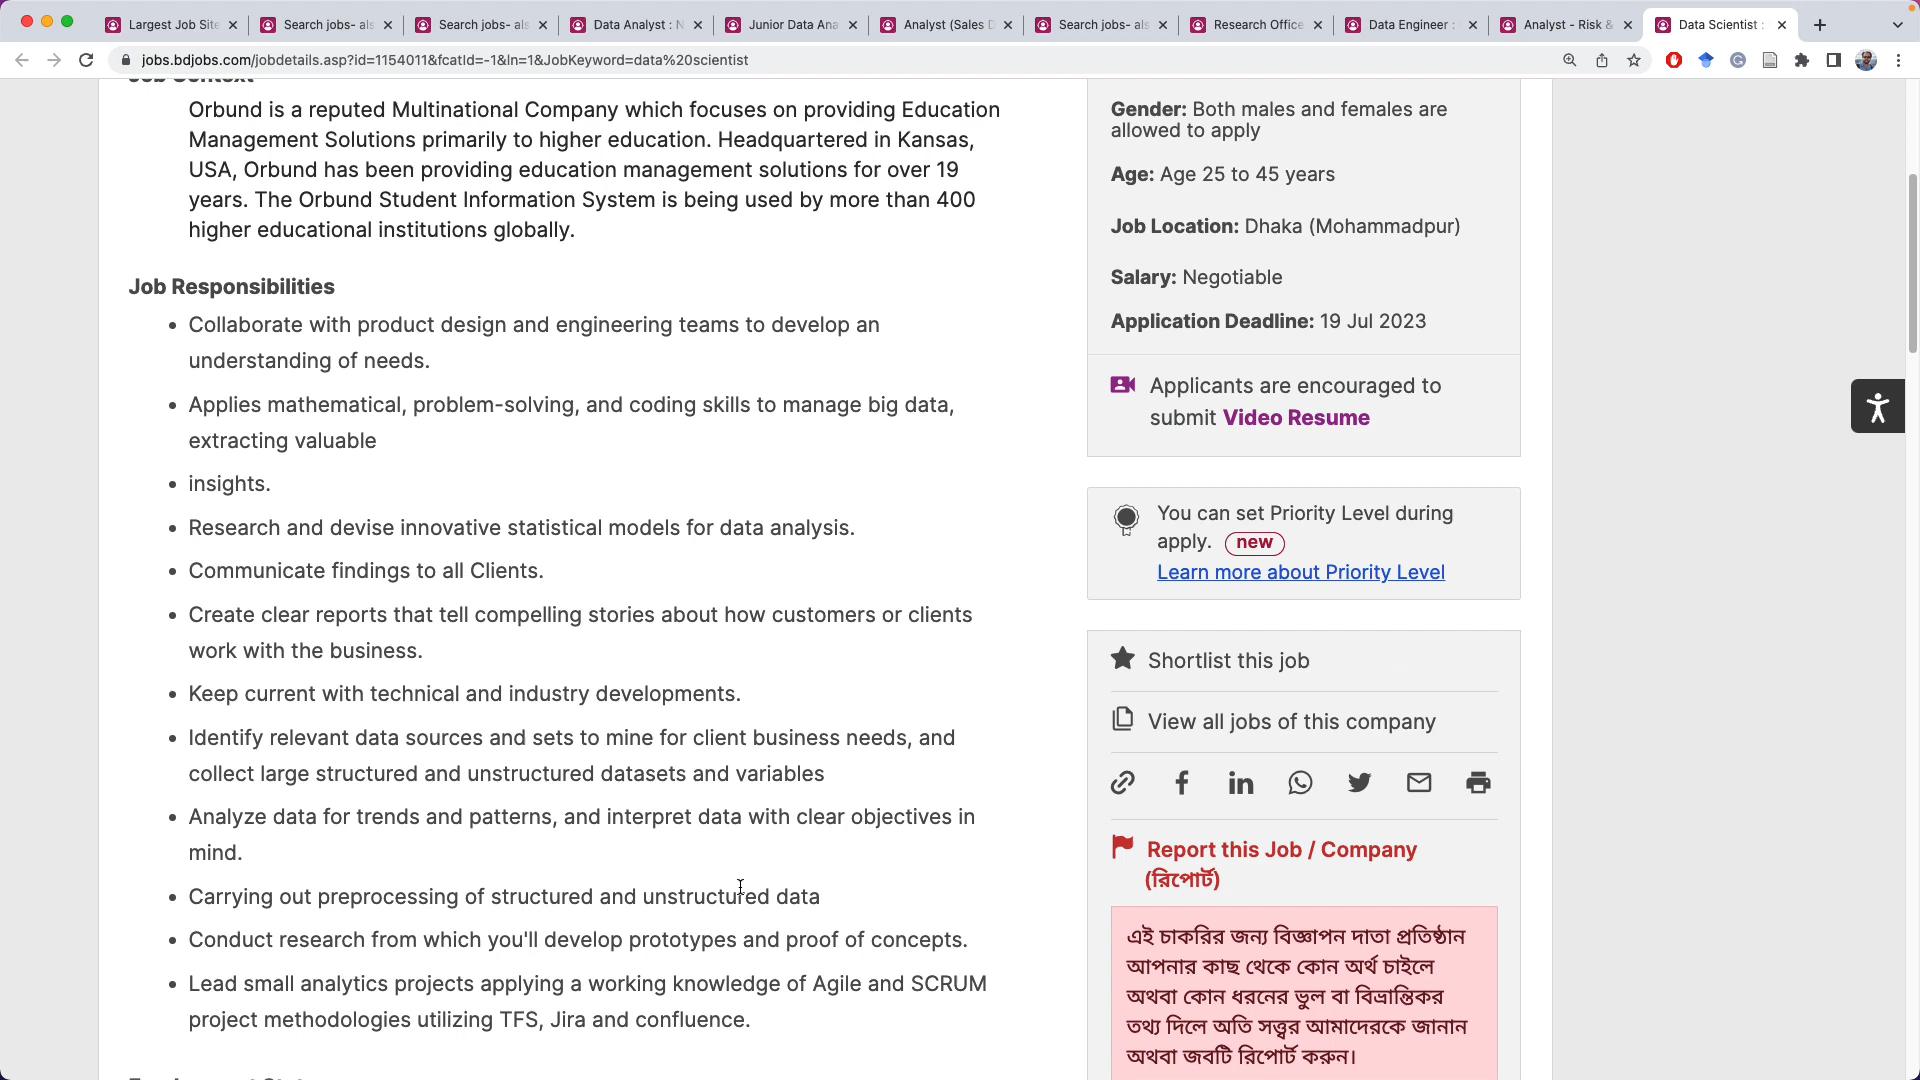 Largest Job Site
Search jobs- als
Search jobs- als
Data Analyst : N
Junior Data Ana
Analyst (Sales D
Search jobs- als
Research Office
Data Engineer :
Analyst - Risk &
Data Scientist :
jobs.bdjobs.com/jobdetails.asp?id=1154011&fcatId=-1&ln=1&JobKeyword=data%20scientist
Job Context
Orbund is a reputed Multinational Company which focuses on providing Education
Management Solutions primarily to higher education. Headquartered in Kansas,
USA, Orbund has been providing education management solutions for over 19
years. The Orbund Student Information System is being used by more than 400
higher educational institutions globally.
Job Responsibilities
• Collaborate with product design and engineering teams to develop an
understanding of needs.
• Applies mathematical, problem-solving, and coding skills to manage big data,
extracting valuable
• insights.
• Research and devise innovative statistical models for data analysis.
• Communicate findings to all Clients.
• Create clear reports that tell compelling stories about how customers or clients
work with the business.
• Keep current with technical and industry developments.
• Identify relevant data sources and sets to mine for client business needs, and
collect large structured and unstructured datasets and variables
• Analyze data for trends and patterns, and interpret data with clear objectives in
mind.
• Carrying out preprocessing of structured and unstructured data
• Conduct research from which you'll develop prototypes and proof of concepts.
• Lead small analytics projects applying a working knowledge of Agile and SCRUM
project methodologies utilizing TFS, Jira and confluence.
Gender: Both males and females are
allowed to apply
Age: Age 25 to 45 years
Job Location: Dhaka (Mohammadpur)
Salary: Negotiable
Application Deadline: 19 Jul 2023
Applicants are encouraged to
submit Video Resume
You can set Priority Level during
apply. new
Learn more about Priority Level
Shortlist this job
View all jobs of this company
Report this Job / Company
(রিপোর্ট)
এই চাকরির জন্য বিজ্ঞাপন দাতা প্রতিষ্ঠান
আপনার কাছ থেকে কোন অর্থ চাইলে
অথবা কোন ধরনের ভুল বা বিভ্রান্তিকর
তথ্য দিলে অতি সত্ত্বর আমাদেরকে জানান
অথবা জবটি রিপোর্ট করুন।